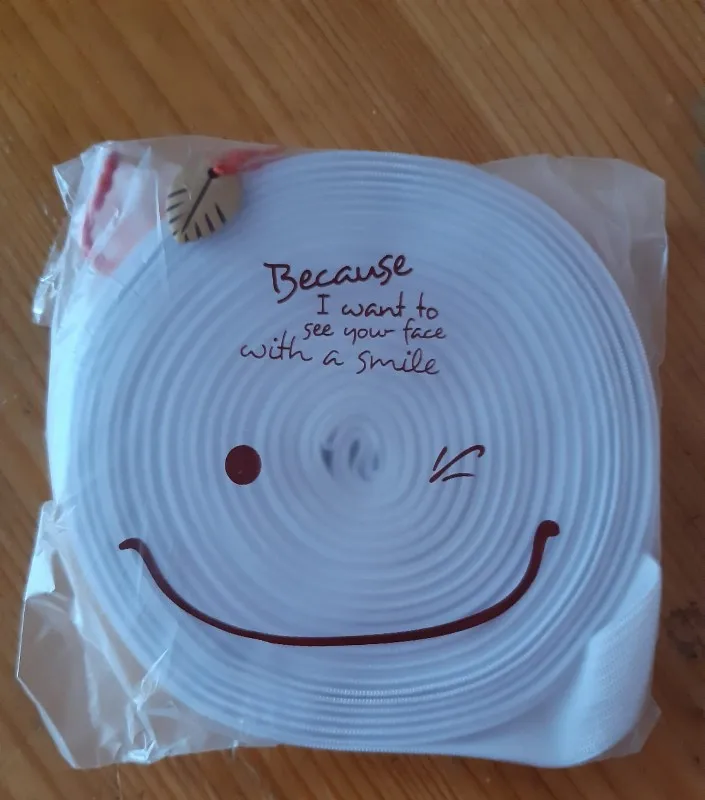 Because
I want to
see your face
with a smile